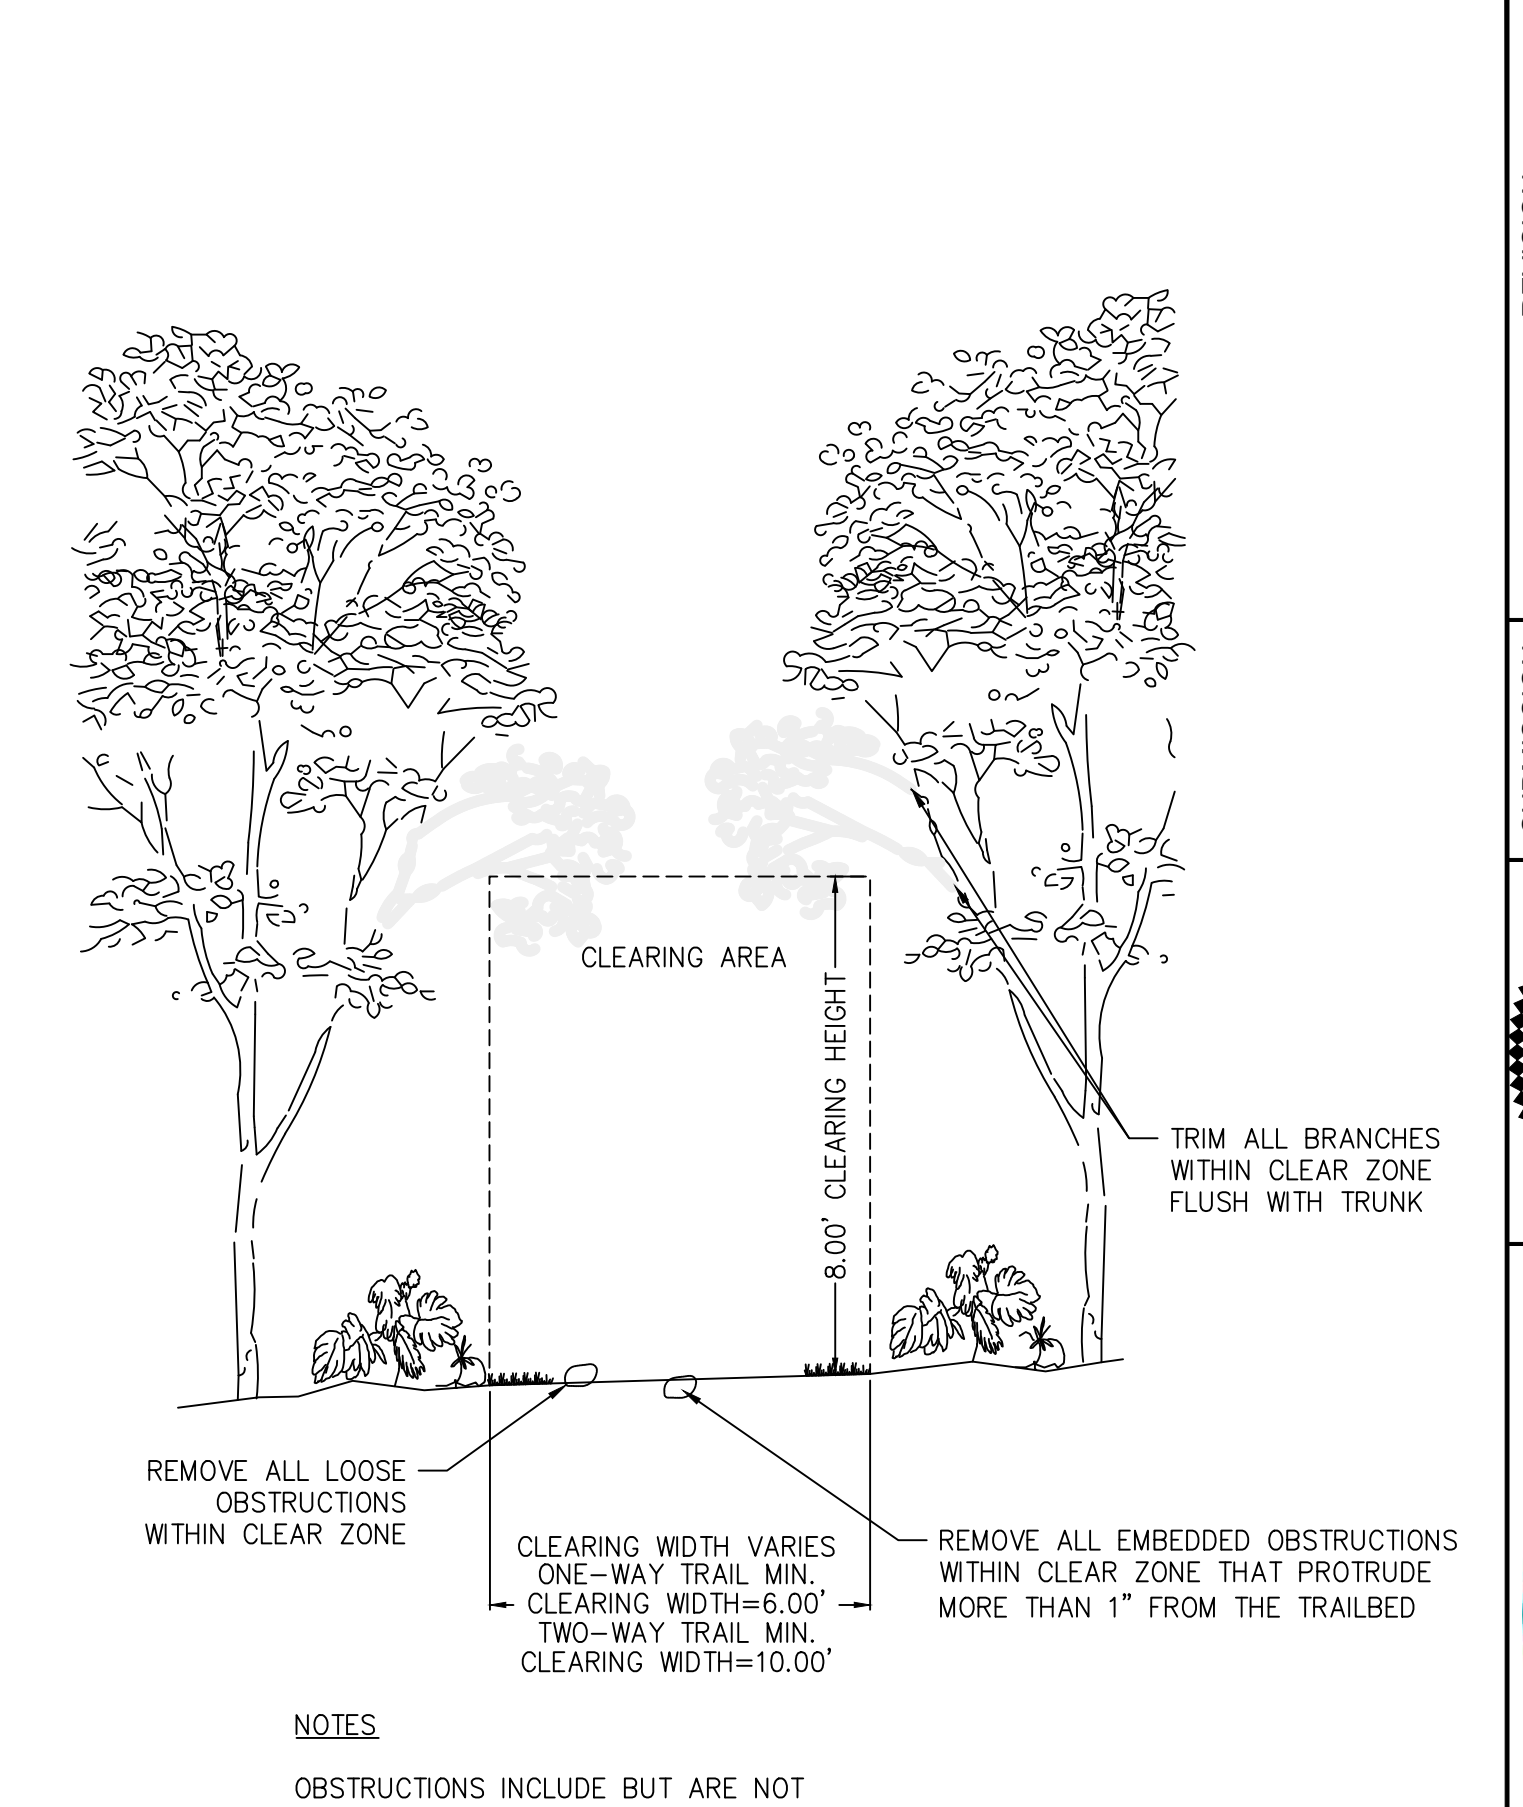 CLEARING AREA
8.00' CLEARING HEIGHT
TRIM ALL BRANCHES
WITHIN CLEAR ZONE
FLUSH WITH TRUNK
REMOVE ALL LOOSE
OBSTRUCTIONS
WITHIN CLEAR ZONE
CLEARING WIDTH VARIES
ONE-WAY TRAIL MIN.
CLEARING WIDTH=6.00'
TWO-WAY TRAIL MIN.
CLEARING WIDTH=10.00'
REMOVE ALL EMBEDDED OBSTRUCTIONS
WITHIN CLEAR ZONE THAT PROTRUDE
MORE THAN 1" FROM THE TRAILBED
NOTES
OBSTRUCTIONS INCLUDE BUT ARE NOT